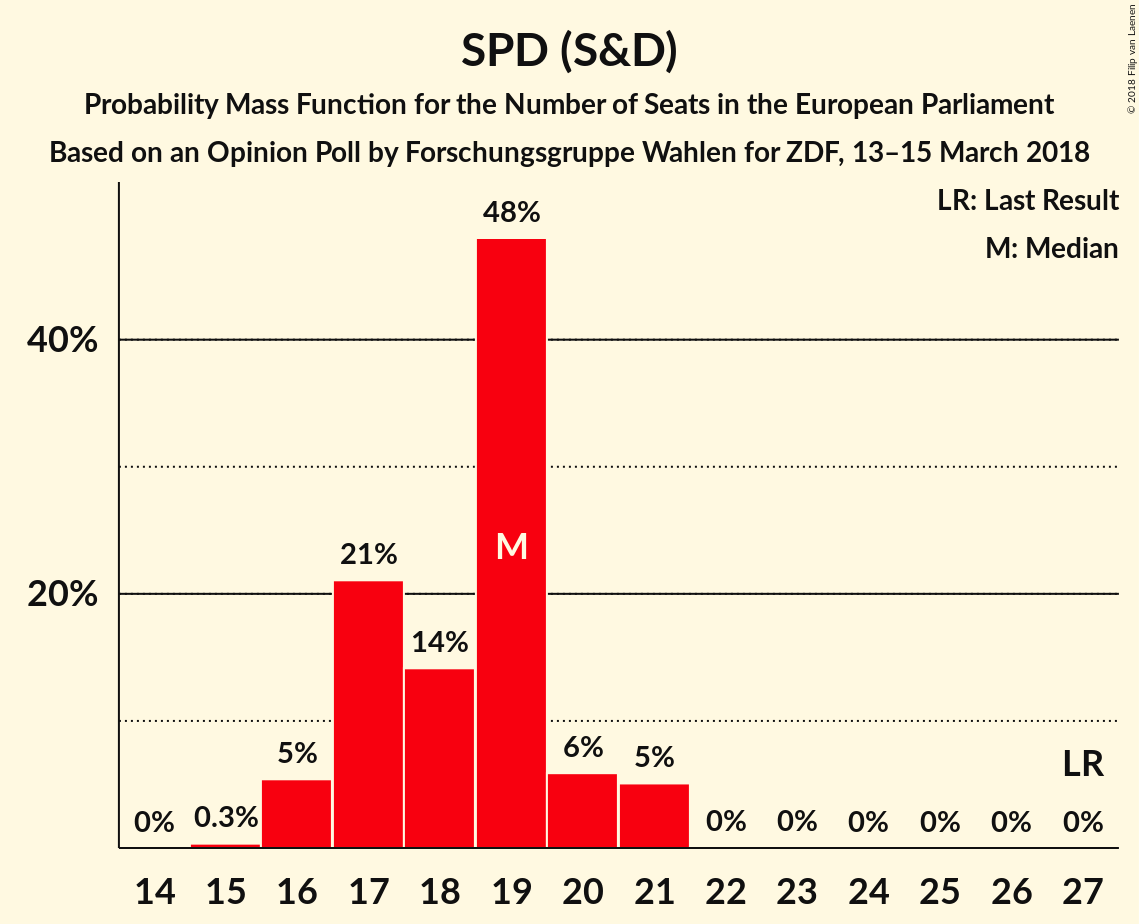 SPD (S&D)
Probability Mass Function for the Number of Seats in the European Parliament
Based on an Opinion Poll by Forschungsgruppe Wahlen for ZDF, 13–15 March 2018
© 2018 Filip van Laenen
LR: Last Result
M: Median
48%
40%
M
21%
20%
14%
6%
5%
5%
LR
0%
0.3%
0%
0%
0%
0%
0%
0%
14 15 16 17 18 19 20 21 22 23 24 25 26 27